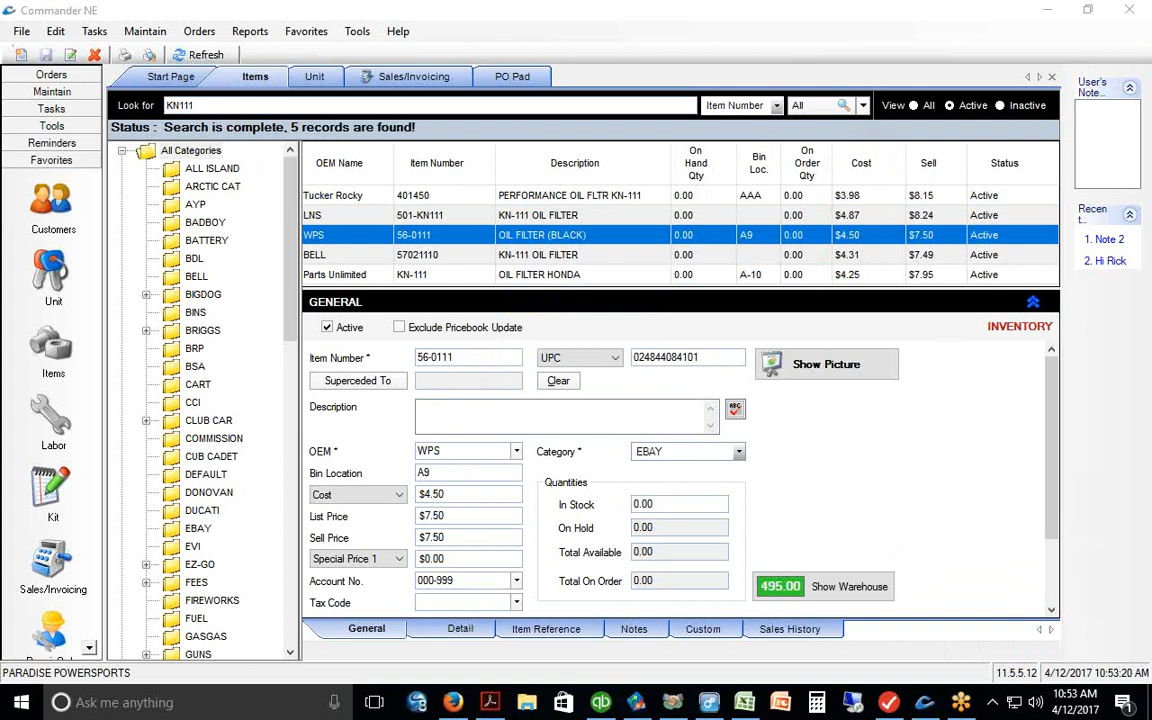 Commander NE
File Edit Tasks Maintain Orders Reports Favorites Tools Help
Refresh
Orders
Maintain
Tasks
Tools
Reminders
Favorites
Customers
Unit
Items
Labor
Kit
Sales/Invoicing
Start Page Items Unit Sales/Invoicing PO Pad
Look for KN111 Item Number All View All Active Inactive
Status : Search is complete, 5 records are found!
All Categories
ALL ISLAND
ARCTIC CAT
AYP
BADBOY
BATTERY
BDL
BELL
BIGDOG
BINS
BRIGGS
BRP
BSA
CART
CCI
CLUB CAR
COMMISSION
CUB CADET
DEFAULT
DONOVAN
DUCATI
EBAY
EVI
EZ-GO
FEES
FIREWORKS
FUEL
GASGAS
GUNS
OEM Name Item Number Description On Hand Qty Bin Loc. On Order Qty Cost Sell Status
Tucker Rocky 401450 PERFORMANCE OIL FLTR KN-111 0.00 AAA 0.00 $3.98 $8.15 Active
LNS 501-KN111 KN-111 OIL FILTER 0.00 0.00 $4.87 $8.24 Active
WPS 56-0111 OIL FILTER (BLACK) 0.00 A9 0.00 $4.50 $7.50 Active
BELL 57021110 KN-111 OIL FILTER 0.00 0.00 $4.31 $7.49 Active
Parts Unlimited KN-111 OIL FILTER HONDA 0.00 A-10 0.00 $4.25 $7.95 Active
GENERAL
Active Exclude Pricebook Update INVENTORY
Item Number * 56-0111 UPC 024844084101 Show Picture
Superceded To Clear
Description ABC
OEM * WPS Category * EBAY
Bin Location A9 Quantities
Cost $4.50 In Stock 0.00
List Price $7.50 On Hold 0.00
Sell Price $7.50 Total Available 0.00
Special Price 1 $0.00
Account No. 000-999 Total On Order 0.00 495.00 Show Warehouse
Tax Code
General Detail Item Reference Notes Custom Sales History
User's Note...
Recent t...
1. Note 2
2. Hi Rick
PARADISE POWERSPORTS 11.5.5.12 4/12/2017 10:53:20 AM
Ask me anything 10:53 AM
4/12/2017